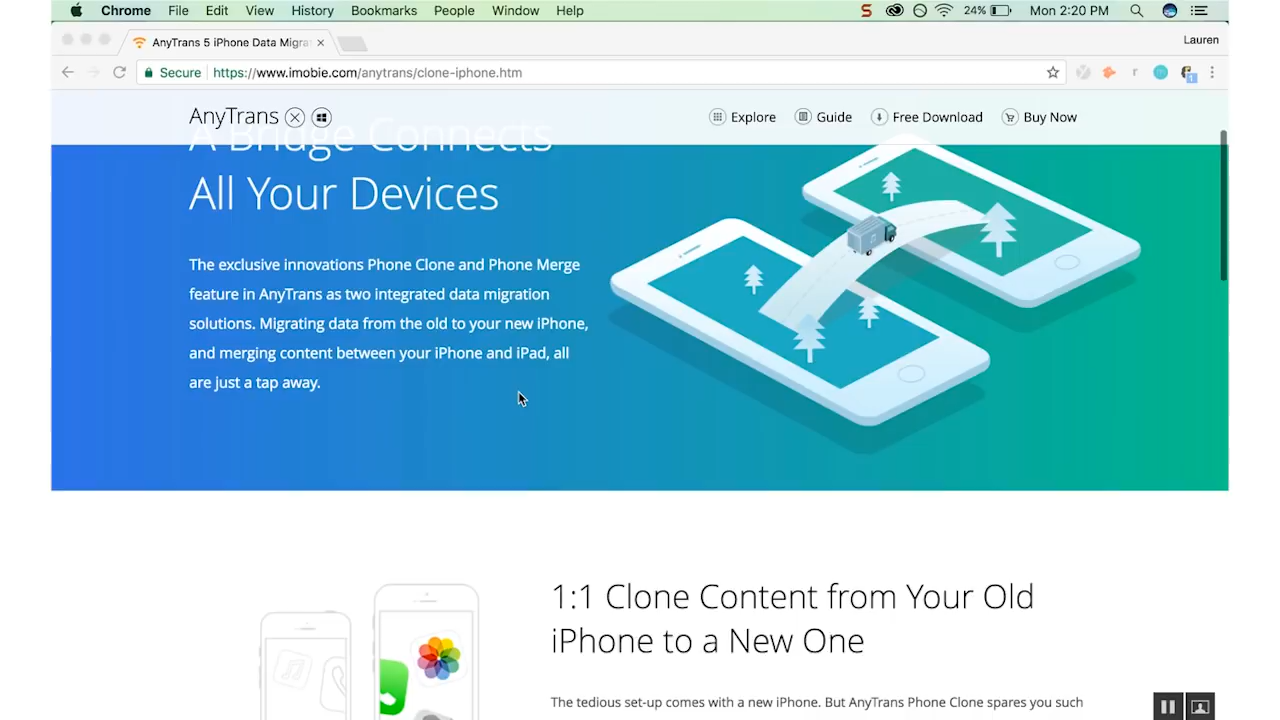 Chrome File Edit View History Bookmarks People Window Help 24% Mon 2:20 PM
AnyTrans 5 iPhone Data Migra
Lauren
Secure https://www.imobie.com/anytrans/clone-iphone.htm
AnyTrans Explore Guide Free Download Buy Now
A Bridge Connects
All Your Devices
The exclusive innovations Phone Clone and Phone Merge
feature in AnyTrans as two integrated data migration
solutions. Migrating data from the old to your new iPhone,
and merging content between your iPhone and iPad, all
are just a tap away.
1:1 Clone Content from Your Old
iPhone to a New One
The tedious set-up comes with a new iPhone. But AnyTrans Phone Clone spares you such